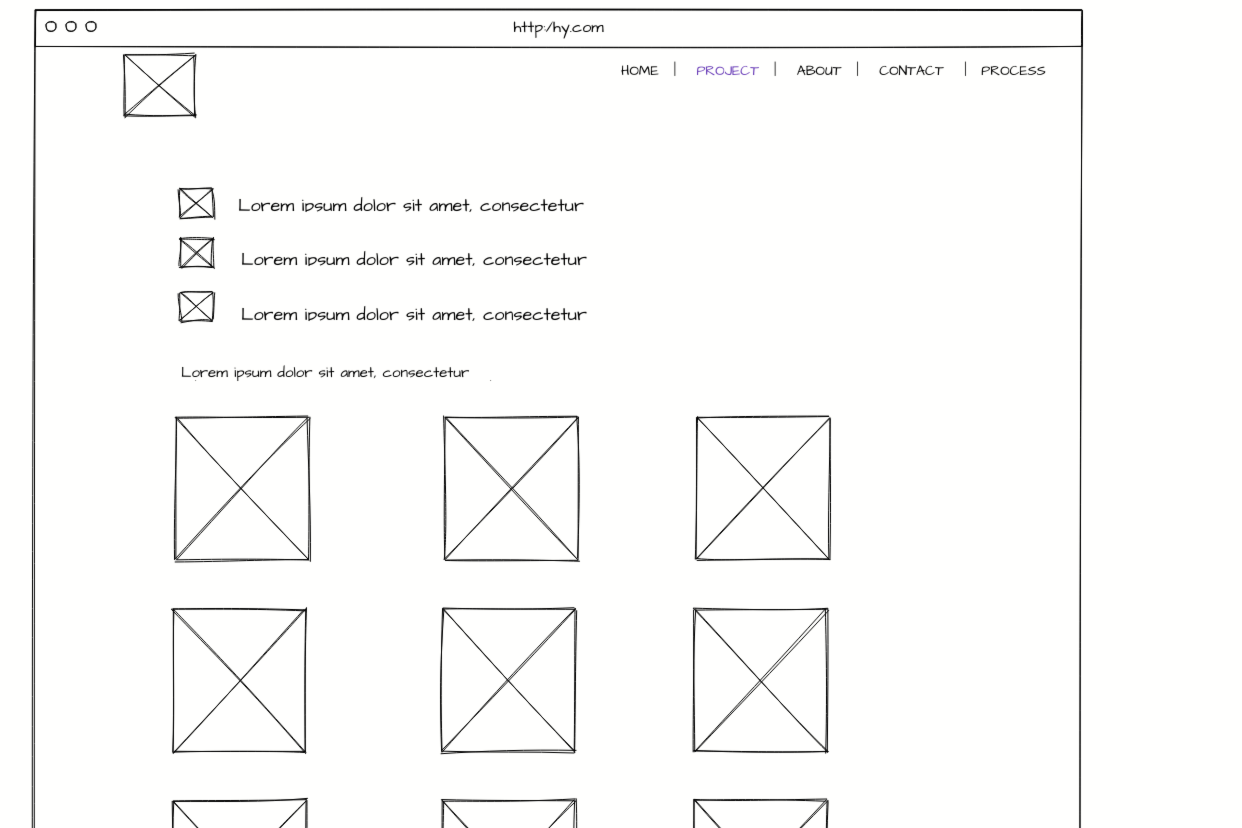 http:/hy.com
HOME | PROJECT | ABOUT | CONTACT | PROCESS
Lorem ipsum dolor sit amet, consectetur
Lorem ipsum dolor sit amet, consectetur
Lorem ipsum dolor sit amet, consectetur
Lorem ipsum dolor sit amet, consectetur